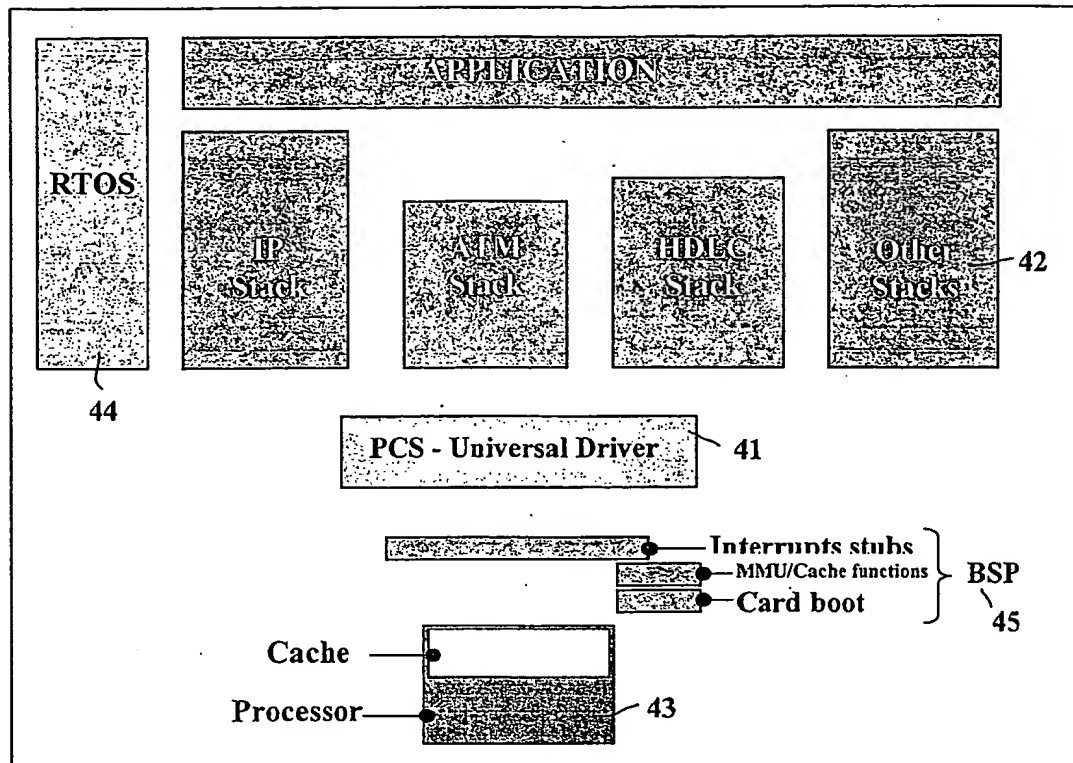 APPLICATION
RTOS
IP
Stack
ATM
Stack
HDLC
Stack
Other
Stacks
42
44
PCS - Universal Driver
41
Interrupts stubs
MMU/Cache functions
Card boot
BSP
45
Cache
Processor
43